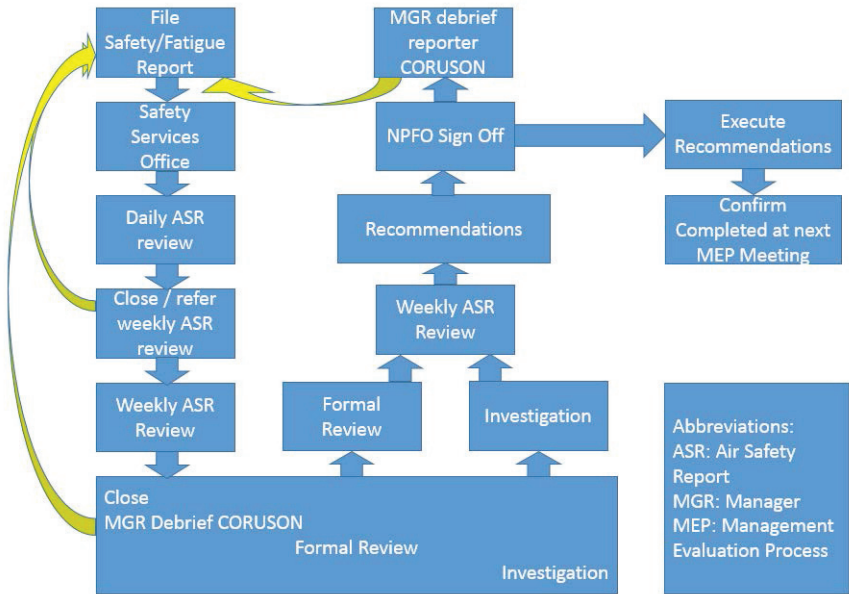 File
Safety/Fatigue
Report
Safety
Services
Office
Daily ASR
review
Close / refer
weekly ASR
review
Weekly ASR
Review
Close
MGR Debrief CORUSON
Formal Review
Investigation
Formal
Review
Investigation
Weekly ASR
Review
Recommendations
NPFO Sign Off
MGR debrief
reporter
CORUSON
Execute
Recommendations
Confirm
Completed at next
MEP Meeting
Abbreviations:
ASR: Air Safety
Report
MGR: Manager
MEP: Management
Evaluation Process